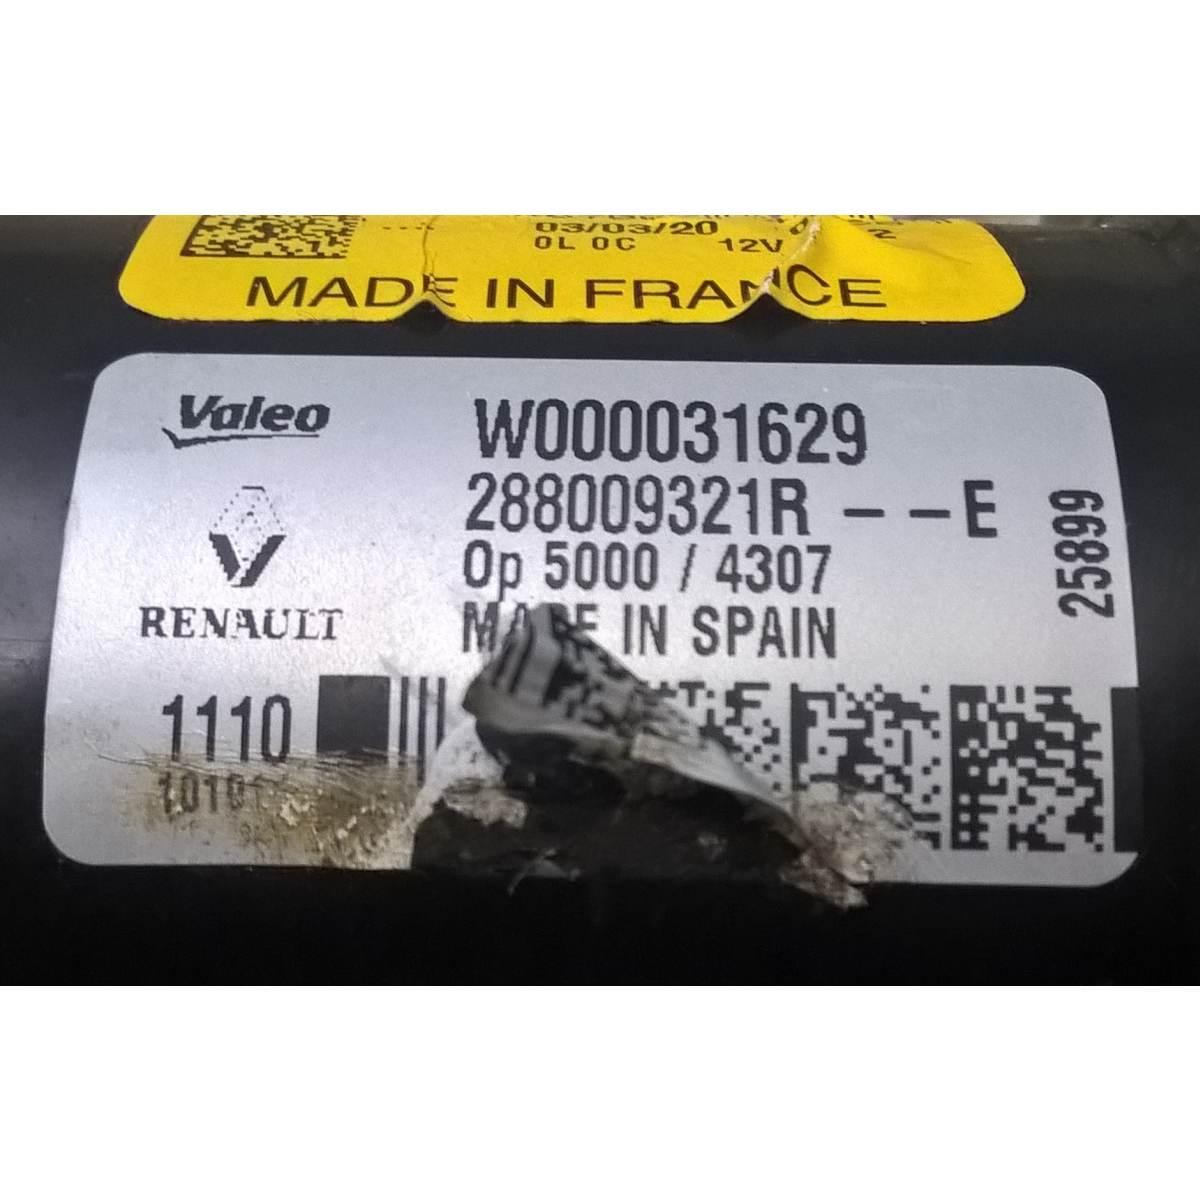 03/03/20
0L 0C 12V
MADE IN FRANCE
Valeo
W000031629
288009321R -- E
Op 5000 / 4307
MADE IN SPAIN
25899
RENAULT
1110